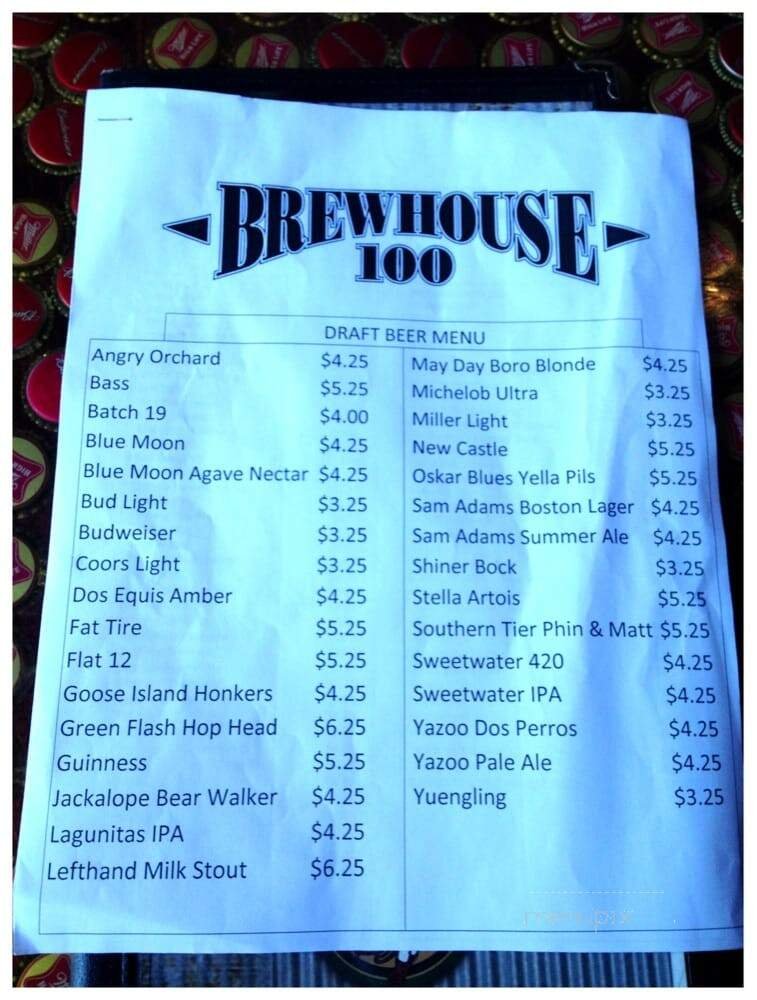 BREWHOUSE
100
DRAFT BEER MENU
Angry Orchard $4.25
Bass $5.25
Batch 19 $4.00
Blue Moon $4.25
Blue Moon Agave Nectar $4.25
Bud Light $3.25
Budweiser $3.25
Coors Light $3.25
Dos Equis Amber $4.25
Fat Tire $5.25
Flat 12 $5.25
Goose Island Honkers $4.25
Green Flash Hop Head $6.25
Guinness $5.25
Jackalope Bear Walker $4.25
Lagunitas IPA $4.25
Lefthand Milk Stout $6.25
May Day Boro Blonde $4.25
Michelob Ultra $3.25
Miller Light $3.25
New Castle $5.25
Oskar Blues Yella Pils $5.25
Sam Adams Boston Lager $4.25
Sam Adams Summer Ale $4.25
Shiner Bock $3.25
Stella Artois $5.25
Southern Tier Phin & Matt $5.25
Sweetwater 420 $4.25
Sweetwater IPA $4.25
Yazoo Dos Perros $4.25
Yazoo Pale Ale $4.25
Yuengling $3.25
menupix